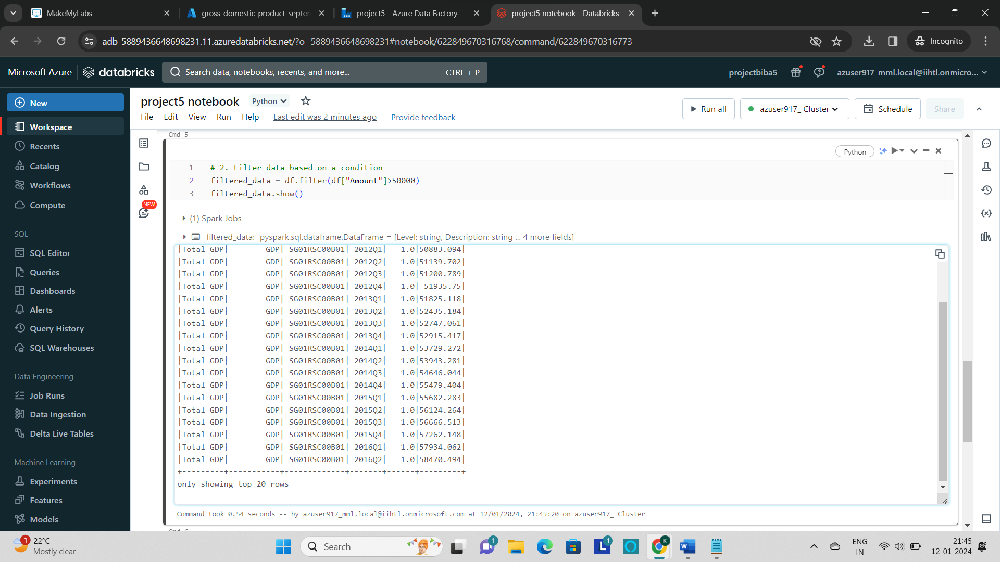 MakeMyLabs
gross-domestic-product-septer
project5 - Azure Data Factory
project5 notebook - Databricks
adb-5889436648698231.11.azuredatabricks.net/?o=5889436648698231#notebook/622849670316768/command/622849670316773
Incognito
Microsoft Azure
databricks
Search data, notebooks, recents, and more...
CTRL + P
projectbiba5
azuser917_mml.local@iihtl.onmicro...
New
Workspace
Recents
Catalog
Workflows
Compute
SQL
SQL Editor
Queries
Dashboards
Alerts
Query History
SQL Warehouses
Data Engineering
Job Runs
Data Ingestion
Delta Live Tables
Machine Learning
Experiments
Features
Models
project5 notebook
Python
File Edit View Run Help Last edit was 2 minutes ago Provide feedback
Run all
azuser917_ Cluster
Schedule
Share
NEW
Cmd 5
Python
1 # 2. Filter data based on a condition
2 filtered_data = df.filter(df["Amount"]>50000)
3 filtered_data.show()
(1) Spark Jobs
filtered_data: pyspark.sql.dataframe.DataFrame = [Level: string, Description: string ... 4 more fields]
|Total GDP| GDP| SG01RSC00B01| 2012Q1| 1.0|50883.094|
|Total GDP| GDP| SG01RSC00B01| 2012Q2| 1.0|51139.702|
|Total GDP| GDP| SG01RSC00B01| 2012Q3| 1.0|51200.789|
|Total GDP| GDP| SG01RSC00B01| 2012Q4| 1.0| 51935.75|
|Total GDP| GDP| SG01RSC00B01| 2013Q1| 1.0|51825.118|
|Total GDP| GDP| SG01RSC00B01| 2013Q2| 1.0|52435.184|
|Total GDP| GDP| SG01RSC00B01| 2013Q3| 1.0|52747.061|
|Total GDP| GDP| SG01RSC00B01| 2013Q4| 1.0|52915.417|
|Total GDP| GDP| SG01RSC00B01| 2014Q1| 1.0|53729.272|
|Total GDP| GDP| SG01RSC00B01| 2014Q2| 1.0|53943.281|
|Total GDP| GDP| SG01RSC00B01| 2014Q3| 1.0|54646.044|
|Total GDP| GDP| SG01RSC00B01| 2014Q4| 1.0|55479.404|
|Total GDP| GDP| SG01RSC00B01| 2015Q1| 1.0|55682.283|
|Total GDP| GDP| SG01RSC00B01| 2015Q2| 1.0|56124.264|
|Total GDP| GDP| SG01RSC00B01| 2015Q3| 1.0|56666.513|
|Total GDP| GDP| SG01RSC00B01| 2015Q4| 1.0|57262.148|
|Total GDP| GDP| SG01RSC00B01| 2016Q1| 1.0|57934.062|
|Total GDP| GDP| SG01RSC00B01| 2016Q2| 1.0|58470.494|
+---------+-----------+-------------+-------+------+---------+
only showing top 20 rows
Command took 0.54 seconds -- by azuser917_mml.local@iihtl.onmicrosoft.com at 12/01/2024, 21:45:20 on azuser917_ Cluster
1
22°C
Mostly clear
Search
1
L
1
K
W
ENG
IN
21:45
12-01-2024